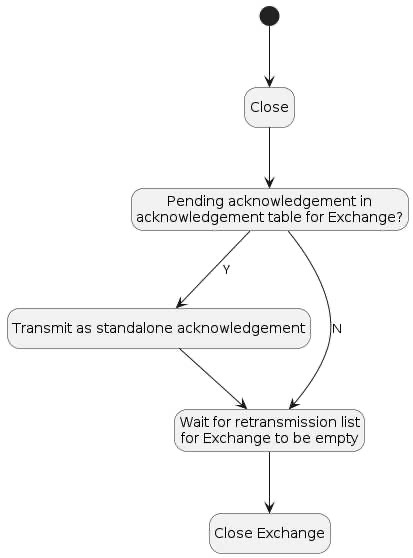 Close
Pending acknowledgement in
acknowledgement table for Exchange?
Y
N
Transmit as standalone acknowledgement
Wait for retransmission list
for Exchange to be empty
Close Exchange